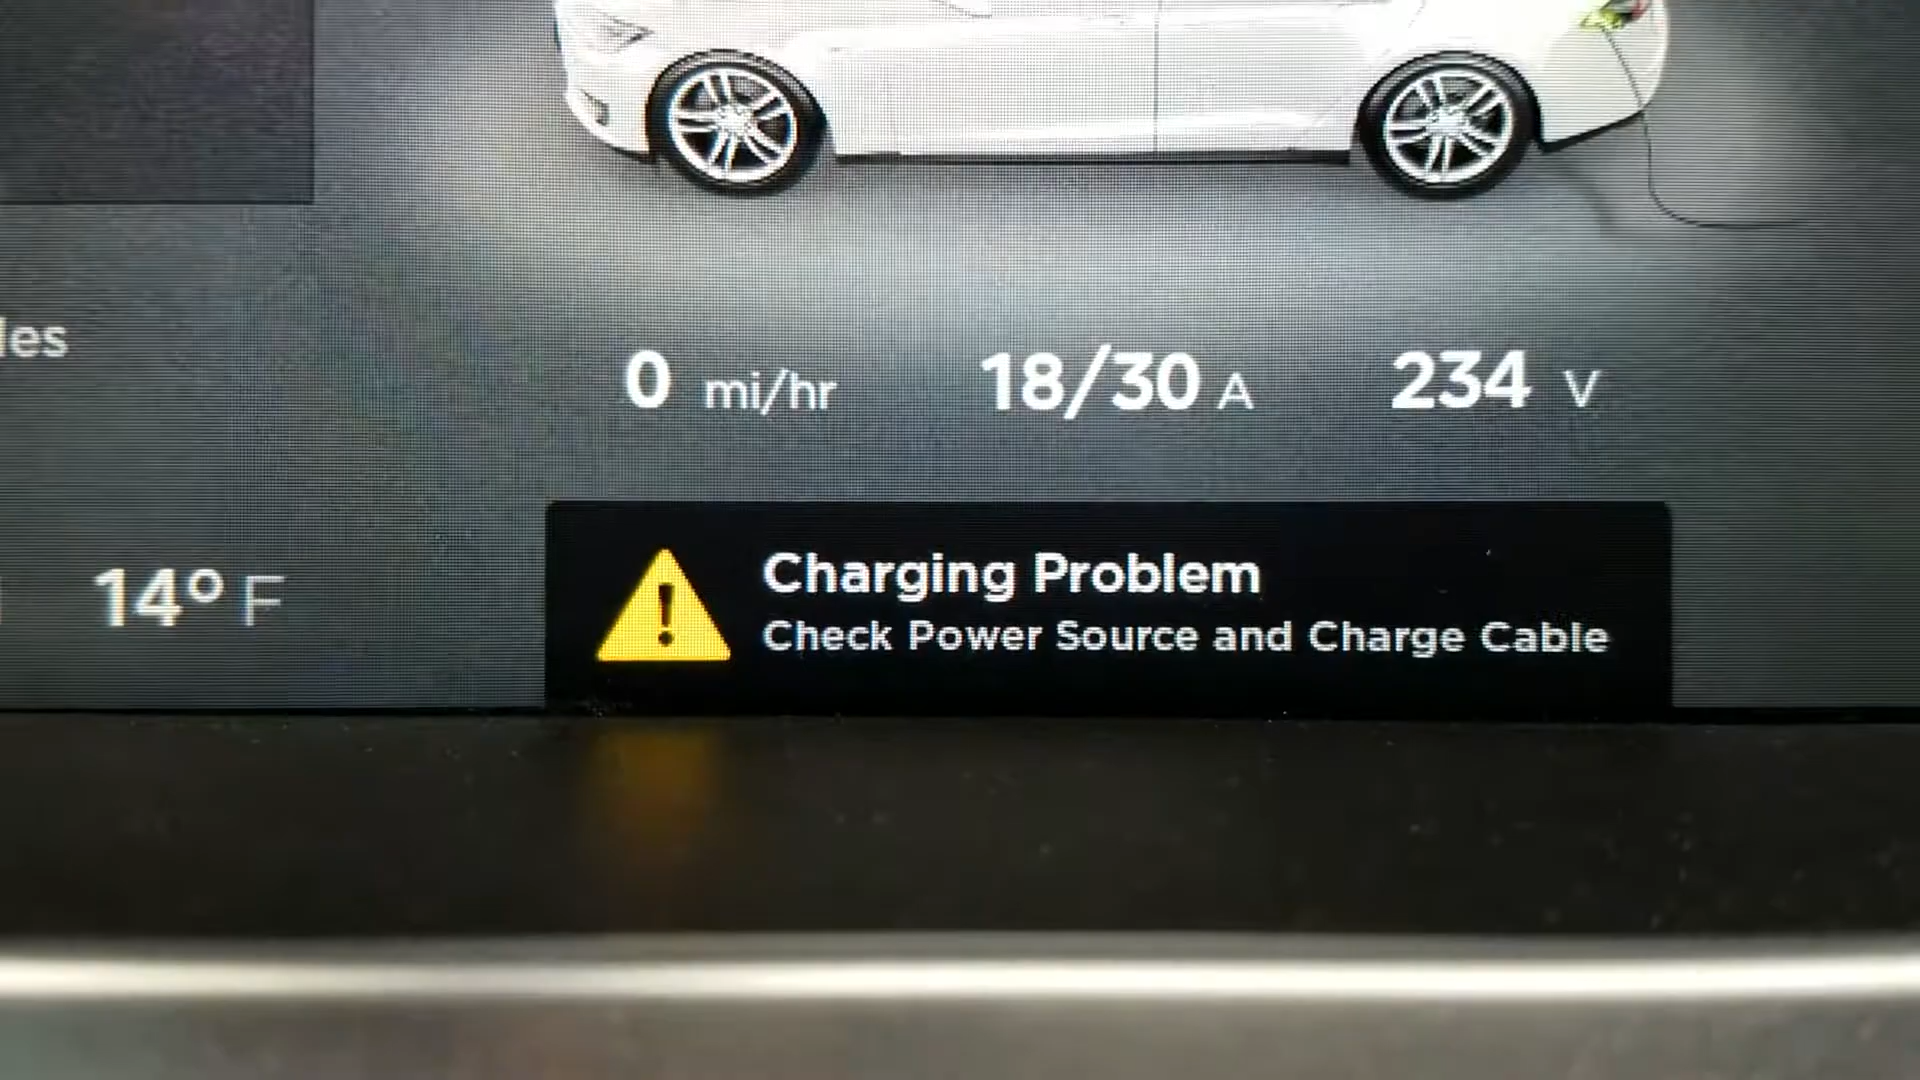 les
0 mi/hr 18/30 A 234 V
14° F
Charging Problem
Check Power Source and Charge Cable